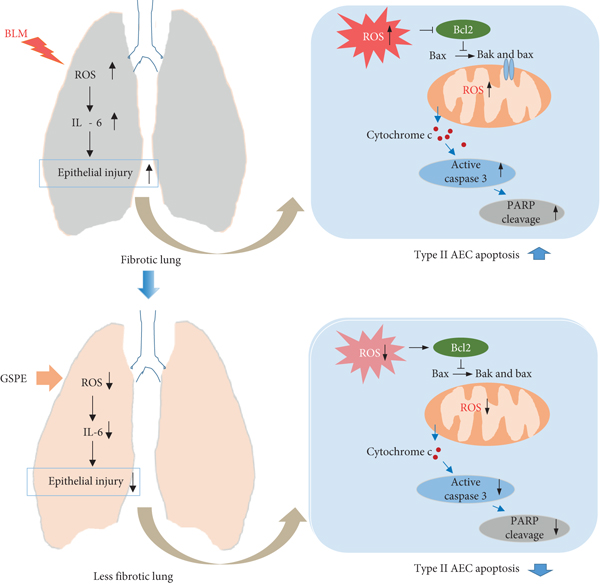 BLM
ROS
IL - 6
Epithelial injury
Fibrotic lung
ROS
Bcl2
Bax
Bak and bax
ROS
Cytochrome c
Active
caspase 3
PARP
cleavage
Type II AEC apoptosis
GSPE
ROS
IL-6
Epithelial injury
Less fibrotic lung
ROS
Bcl2
Bax
Bak and bax
ROS
Cytochrome c
Active
caspase 3
PARP
cleavage
Type II AEC apoptosis